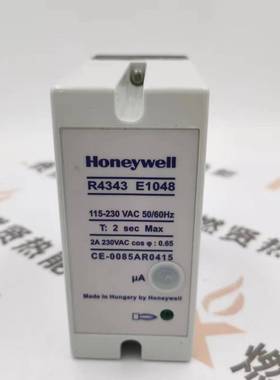 Honeywell
R4343 E1048
115-230 VAC 50/60Hz
T: 2 sec Max
2A 230VAC cos φ : 0.65
CE-0085AR0415
µA
Made in Hungary by Honeywell